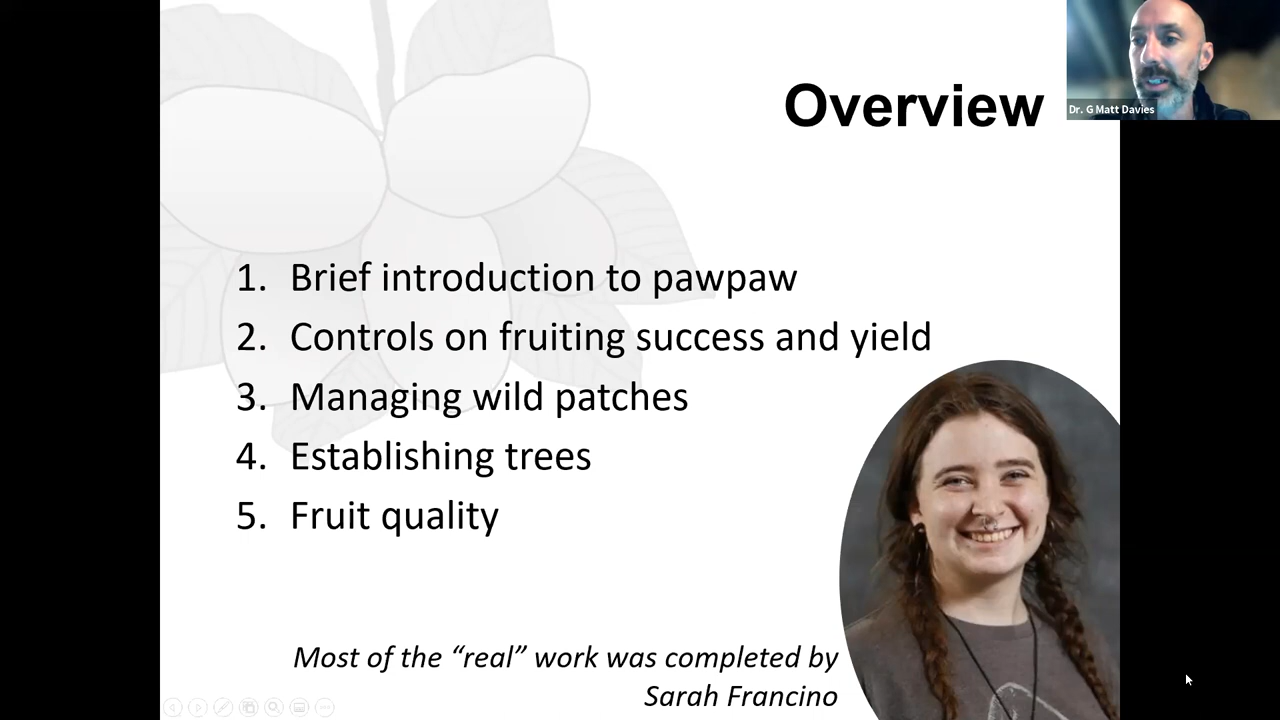 Overview
Dr. G Matt Davies
1. Brief introduction to pawpaw
2. Controls on fruiting success and yield
3. Managing wild patches
4. Establishing trees
5. Fruit quality
Most of the “real” work was completed by
Sarah Francino